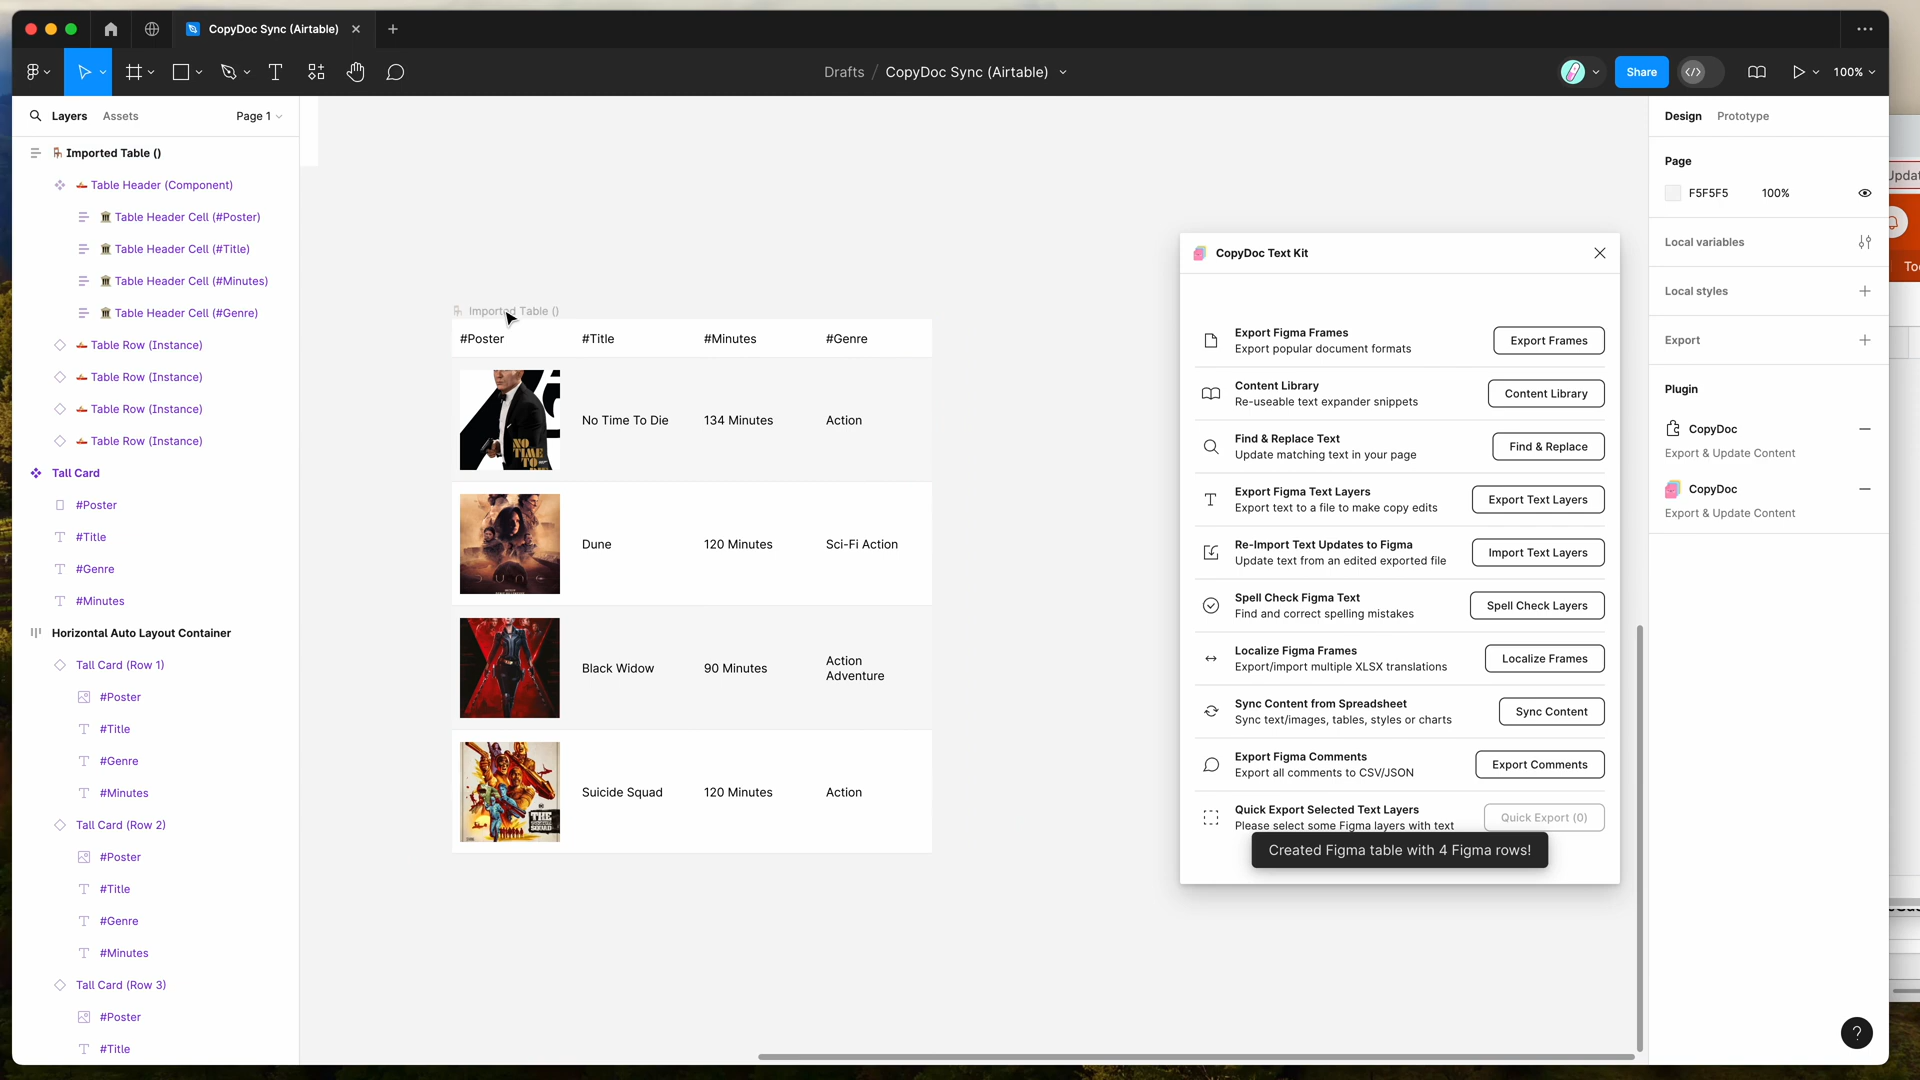 CopyDoc Sync (Airtable)
Drafts / CopyDoc Sync (Airtable)
Share
100%
Layers
Assets
Page 1
Imported Table ()
Table Header (Component)
Table Header Cell (#Poster)
Table Header Cell (#Title)
Table Header Cell (#Minutes)
Table Header Cell (#Genre)
Table Row (Instance)
Table Row (Instance)
Table Row (Instance)
Table Row (Instance)
Tall Card
#Poster
#Title
#Genre
#Minutes
Horizontal Auto Layout Container
Tall Card (Row 1)
#Poster
#Title
#Genre
#Minutes
Tall Card (Row 2)
#Poster
#Title
#Genre
#Minutes
Tall Card (Row 3)
#Poster
#Title
Imported Table ()
#Poster #Title #Minutes #Genre
NO
TIME
TO
No Time To Die 134 Minutes Action
DUNE
Dune 120 Minutes Sci-Fi Action
Black Widow 90 Minutes Action
Adventure
THE
SUICIDE
SQUAD
Suicide Squad 120 Minutes Action
CopyDoc Text Kit
Export Figma Frames
Export popular document formats
Export Frames
Content Library
Re-useable text expander snippets
Content Library
Find & Replace Text
Update matching text in your page
Find & Replace
Export Figma Text Layers
Export text to a file to make copy edits
Export Text Layers
Re-Import Text Updates to Figma
Update text from an edited exported file
Import Text Layers
Spell Check Figma Text
Find and correct spelling mistakes
Spell Check Layers
Localize Figma Frames
Export/import multiple XLSX translations
Localize Frames
Sync Content from Spreadsheet
Sync text/images, tables, styles or charts
Sync Content
Export Figma Comments
Export all comments to CSV/JSON
Export Comments
Quick Export Selected Text Layers
Please select some Figma layers with text
Quick Export (0)
Created Figma table with 4 Figma rows!
Design
Prototype
Page
F5F5F5 100%
Local variables
Local styles
Export
Plugin
CopyDoc
Export & Update Content
CopyDoc
Export & Update Content
?